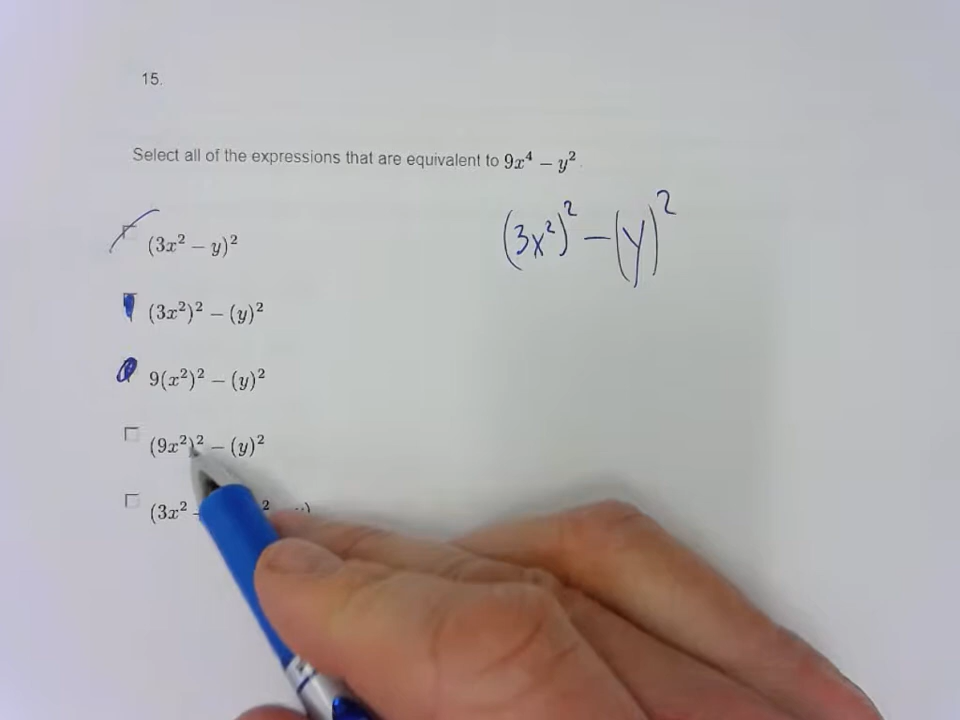 15.
Select all of the expressions that are equivalent to 9x⁴ − y².
(3x² − y)²
(3x²)² − (y)²
(3x²)² − (y)²
9(x²)² − (y)²
(9x²)² − (y)²
(3x²